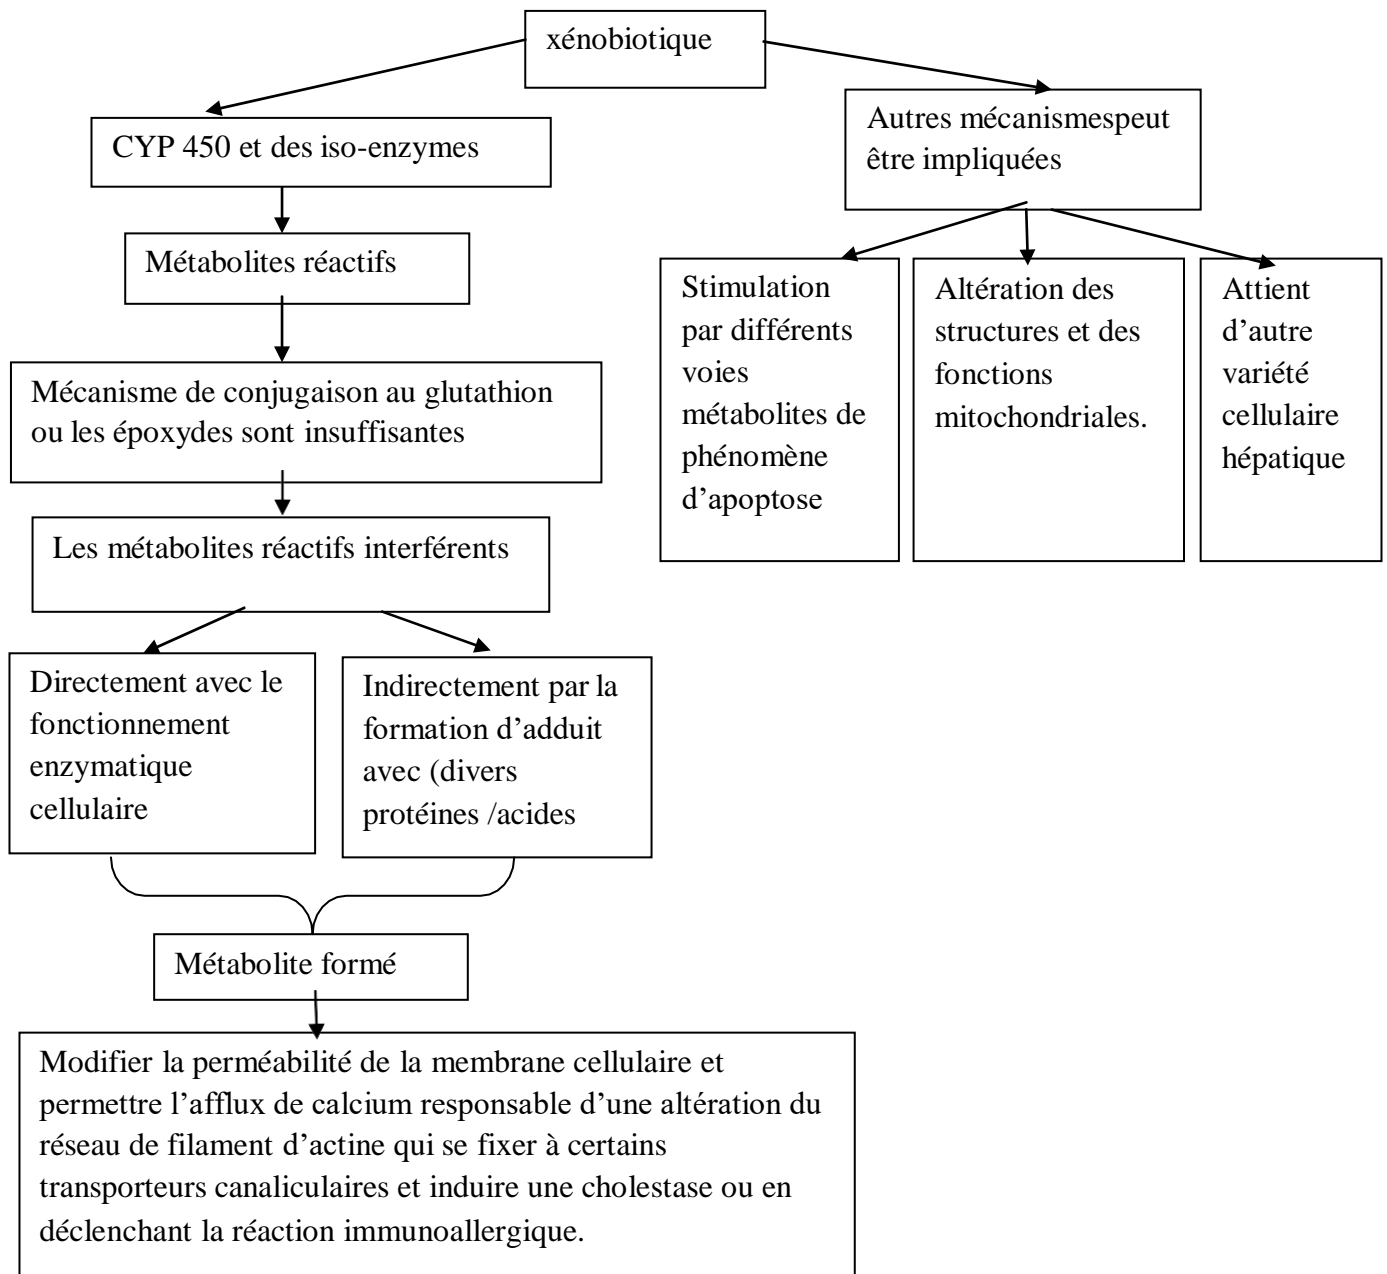 xénobiotique
CYP 450 et des iso-enzymes
Autres mécanismespeut
être impliquées
Métabolites réactifs
Stimulation
par différents
voies
métabolites de
phénomène
d’apoptose
Altération des
structures et des
fonctions
mitochondriales.
Attient
d’autre
variété
cellulaire
hépatique
Mécanisme de conjugaison au glutathion
ou les époxydes sont insuffisantes
Les métabolites réactifs interférents
Directement avec le
fonctionnement
enzymatique
cellulaire
Indirectement par la
formation d’adduit
avec (divers
protéines /acides
Métabolite formé
Modifier la perméabilité de la membrane cellulaire et
permettre l’afflux de calcium responsable d’une altération du
réseau de filament d’actine qui se fixer à certains
transporteurs canaliculaires et induire une cholestase ou en
déclenchant la réaction immunoallergique.